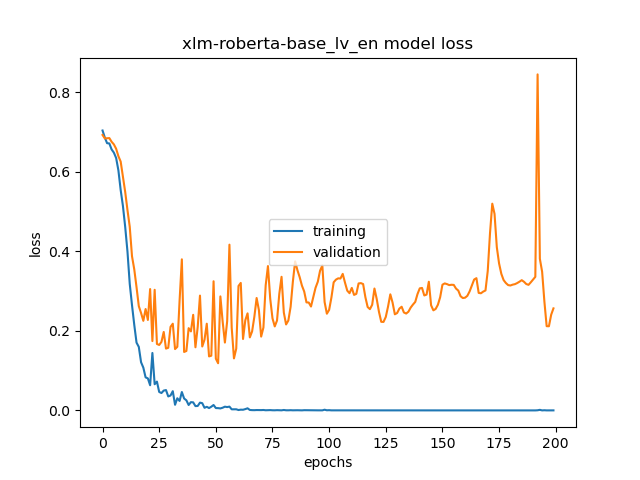 xlm-roberta-base_lv_en model loss
loss
0.8
0.6
0.4
0.2
0.0
training
validation
0 25 50 75 100 125 150 175 200
epochs